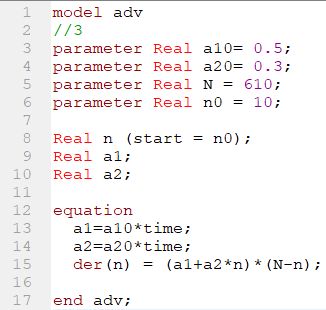 1 model adv
2 //3
3 parameter Real a10= 0.5;
4 parameter Real a20= 0.3;
5 parameter Real N = 610;
6 parameter Real n0 = 10;
7
8 Real n (start = n0);
9 Real a1;
10 Real a2;
11
12 equation
13 a1=a10*time;
14 a2=a20*time;
15 der(n) = (a1+a2*n)*(N-n);
16
17 end adv;